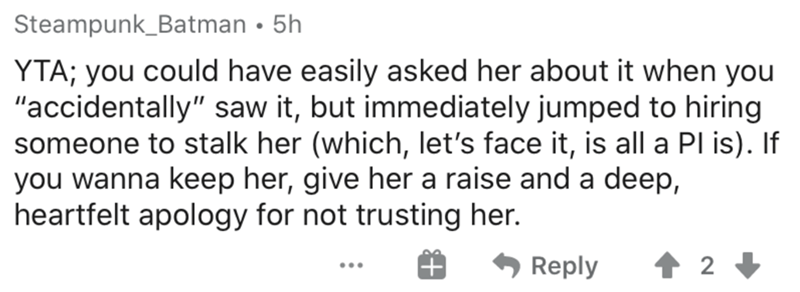 Steampunk_Batman • 5h
YTA; you could have easily asked her about it when you
“accidentally” saw it, but immediately jumped to hiring
someone to stalk her (which, let’s face it, is all a PI is). If
you wanna keep her, give her a raise and a deep,
heartfelt apology for not trusting her.
... Reply 2